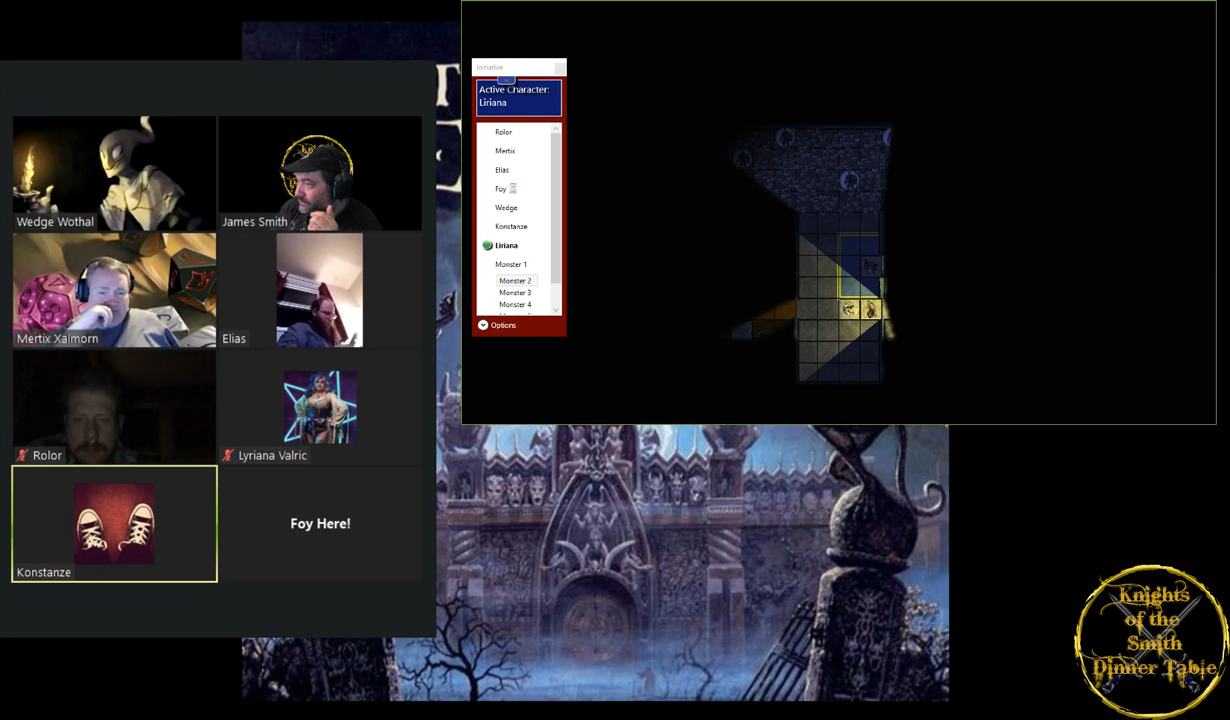 Wedge Wothal
James Smith
Mertix Xalmorn
Elias
Rolor
Lyriana Valric
Konstanze
Foy Here!
Initiative
Active Character:
Liriana
Rolor
Mertix
Elias
Foy
Wedge
Konstanze
Liriana
Monster 1
Monster 2
Monster 3
Monster 4
Options
Knights
of the
Smith
Dinner Table